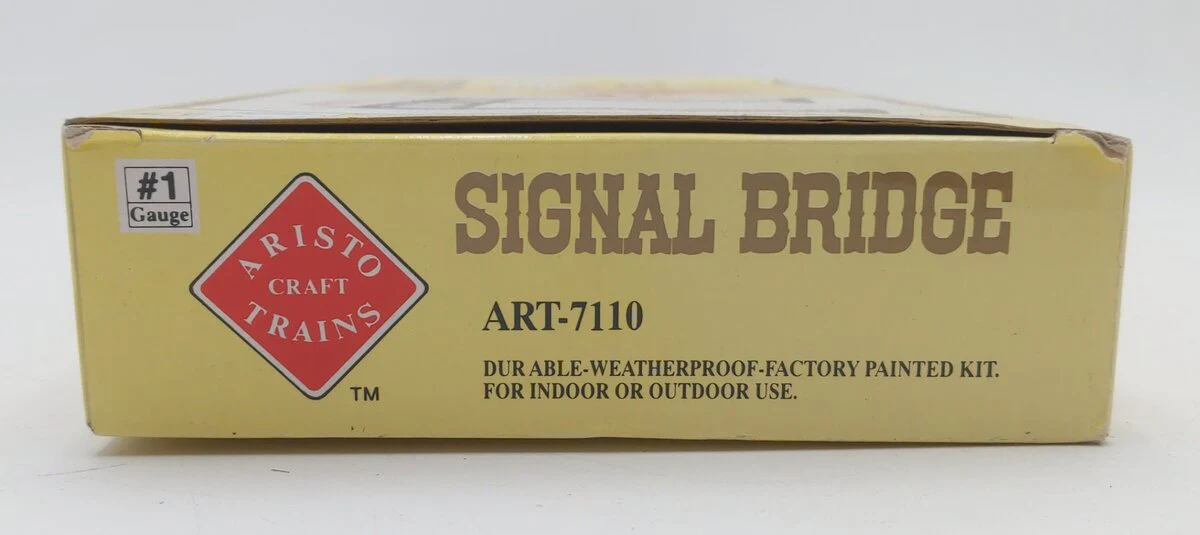 #1
Gauge
ARISTO
CRAFT
TRAINS
TM
SIGNAL BRIDGE
ART-7110
DUR ABLE-WEATHERPROOF-FACTORY PAINTED KIT.
FOR INDOOR OR OUTDOOR USE.